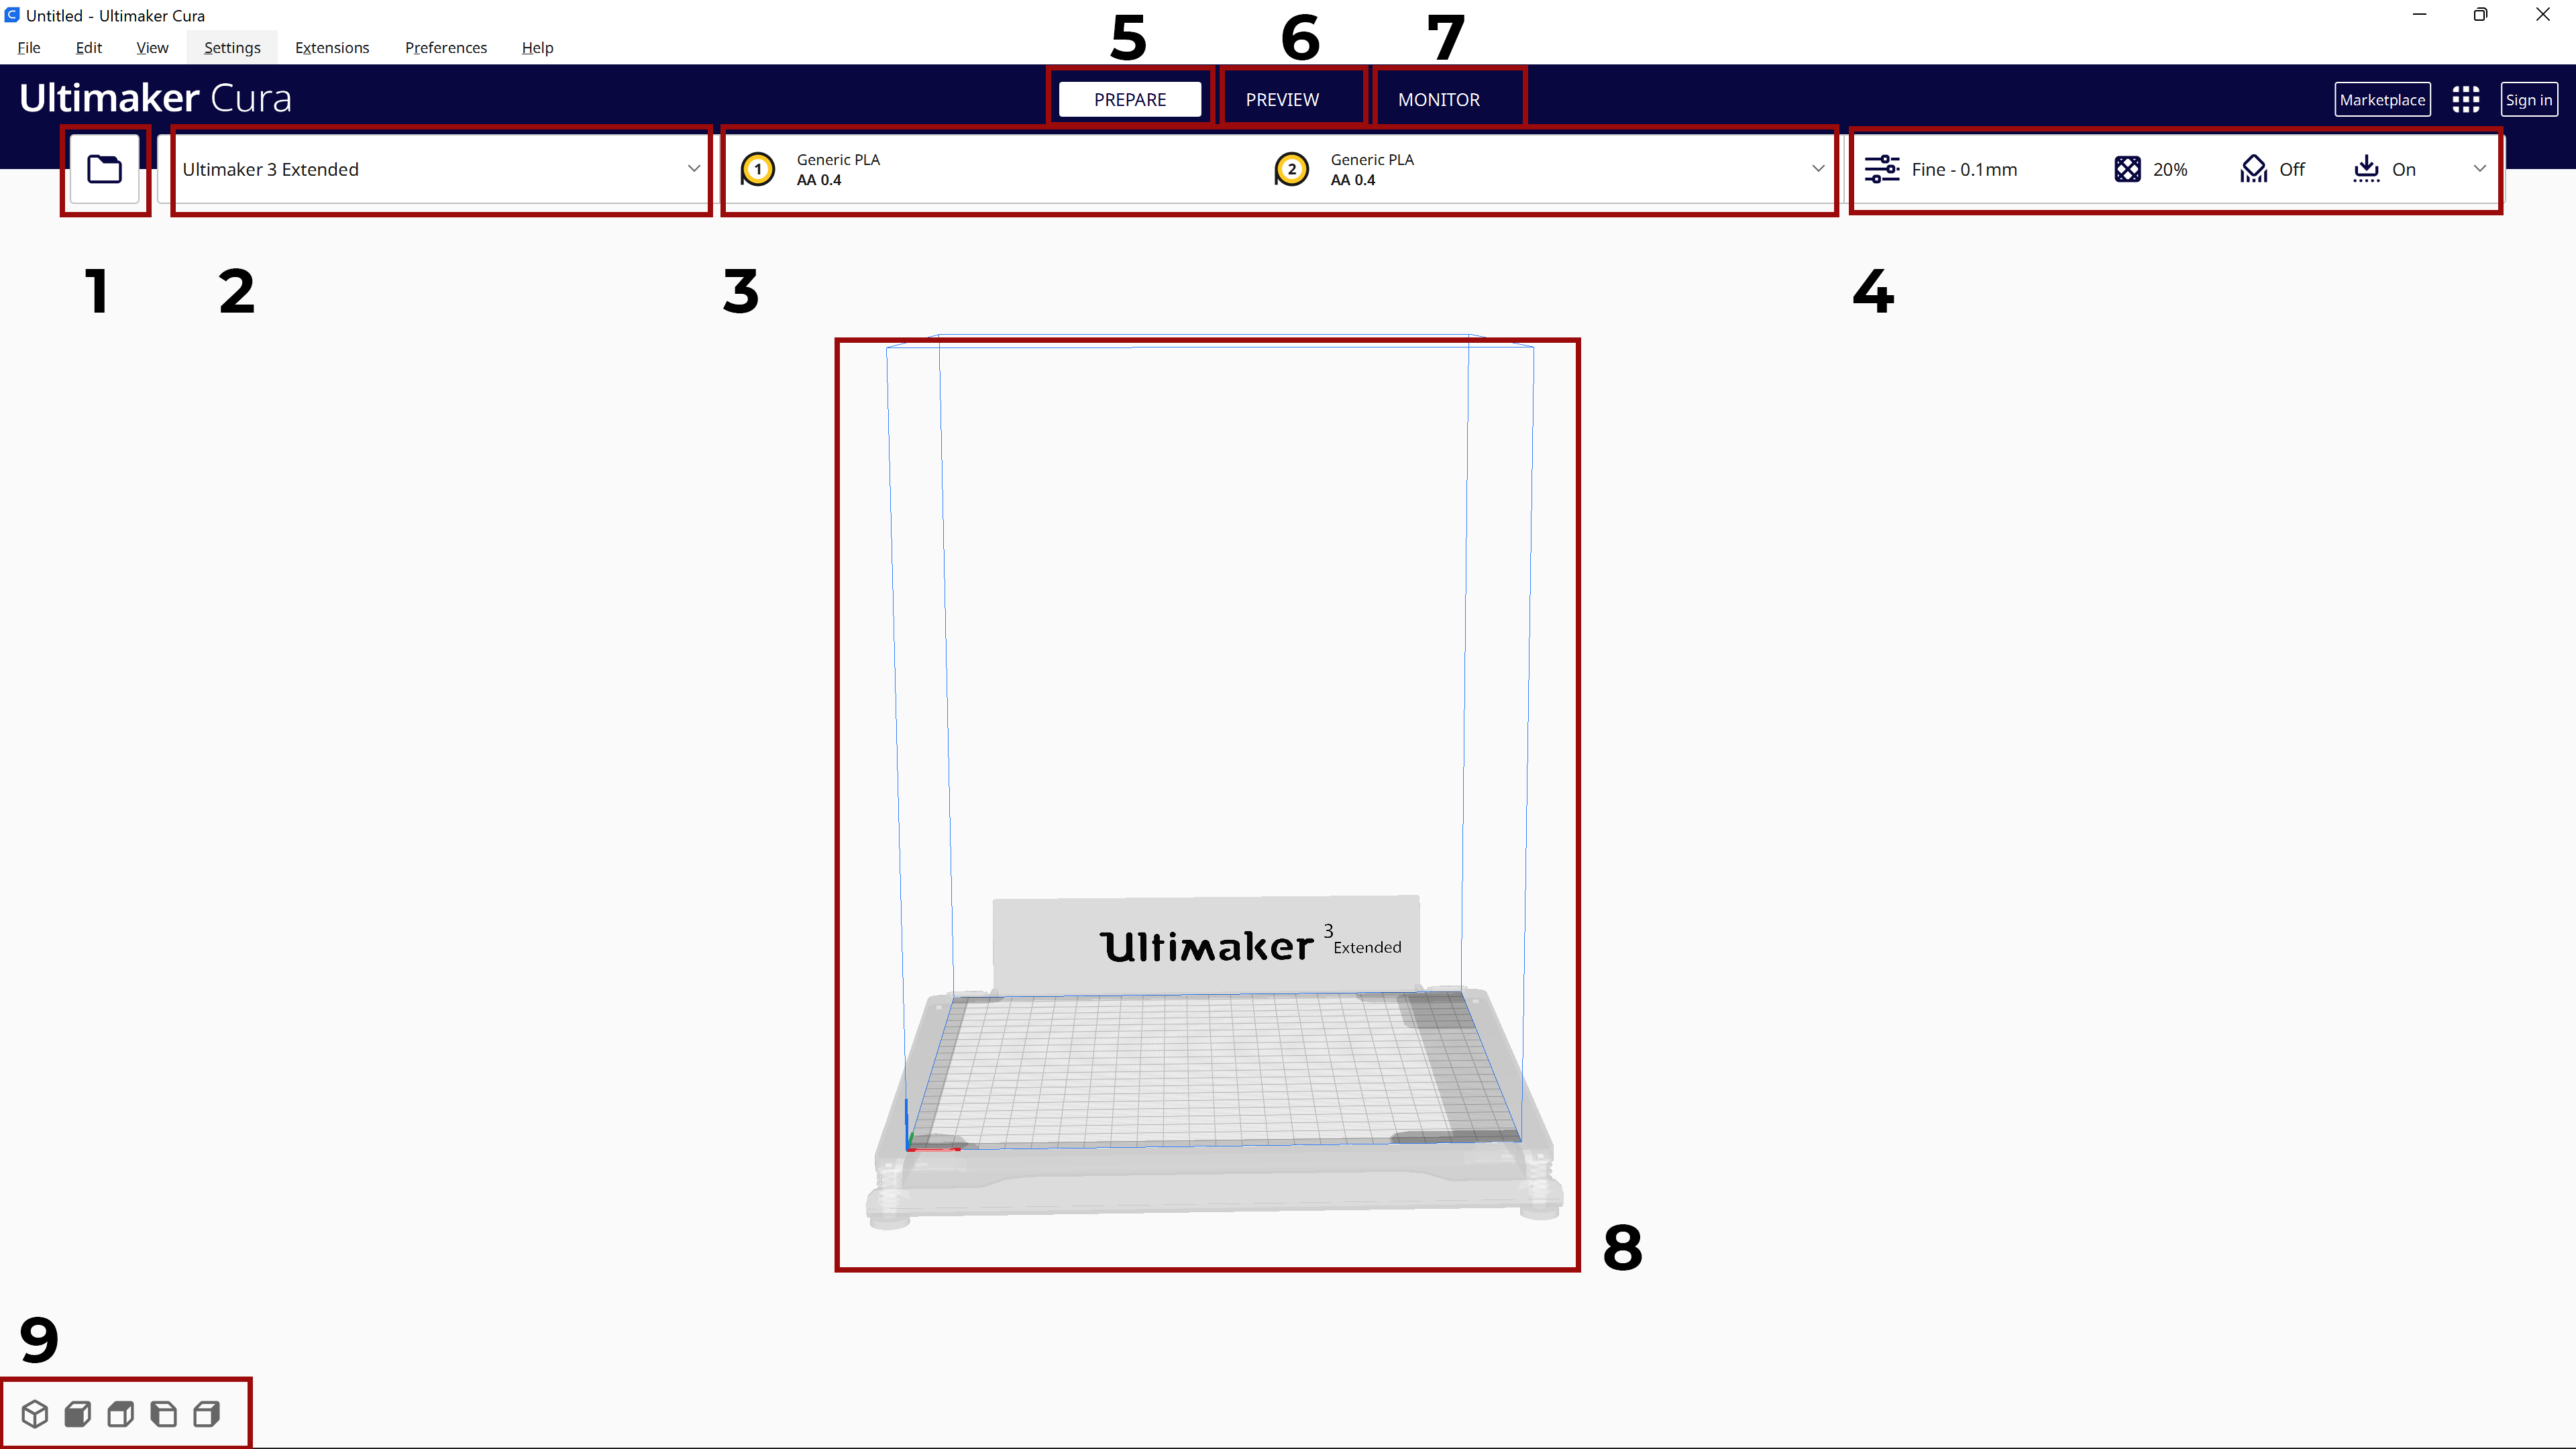 Untitled - Ultimaker Cura
File Edit View Settings Extensions Preferences Help
5 6 7
Ultimaker Cura
PREPARE PREVIEW MONITOR
Marketplace Sign in
Ultimaker 3 Extended
1 Generic PLA
AA 0.4
2 Generic PLA
AA 0.4
Fine - 0.1mm 20% Off On
1 2 3 4
Ultimaker 3 Extended
8
9